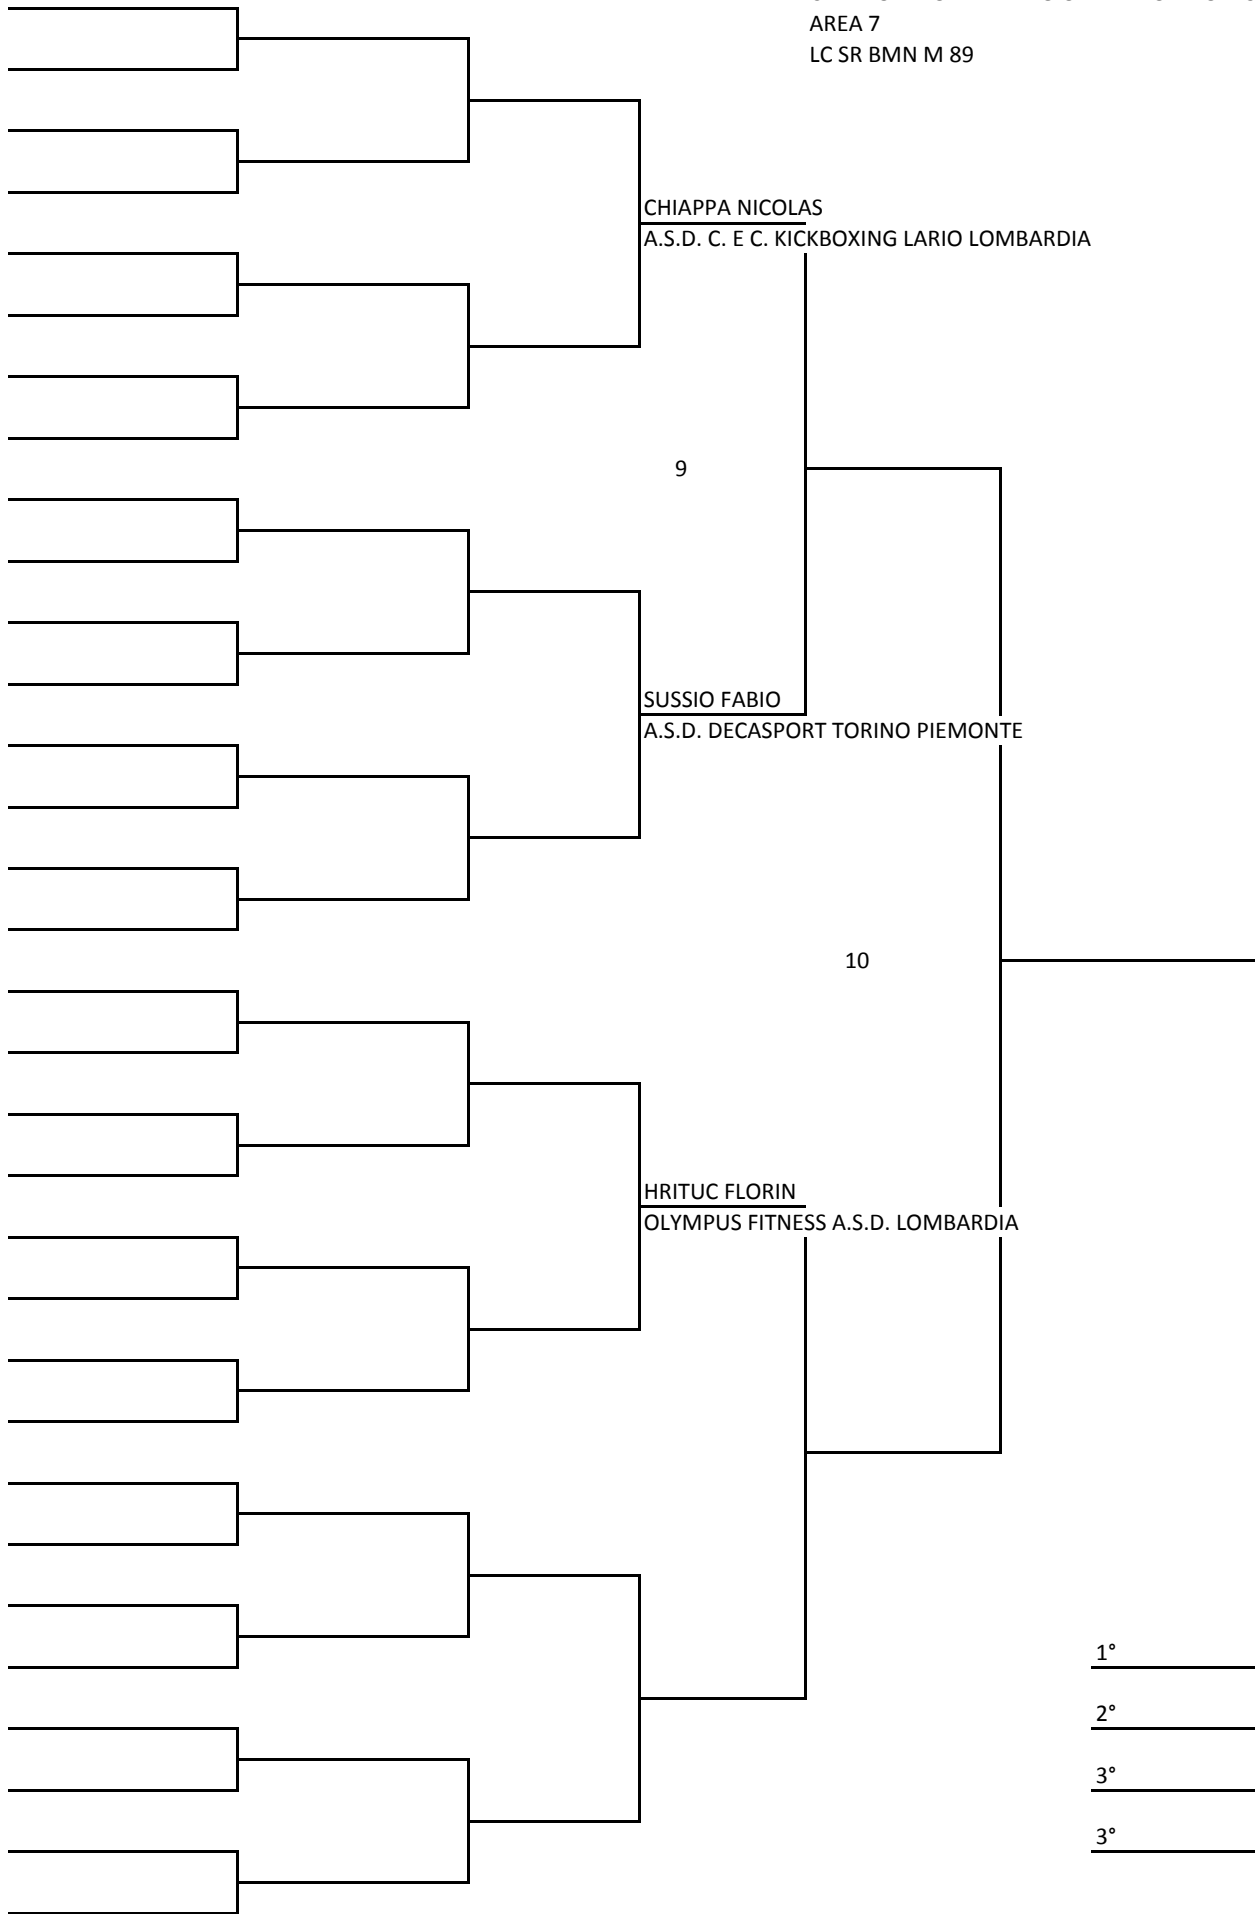 AREA 7
LC SR BMN M 89
CHIAPPA NICOLAS
A.S.D. C. E C. KICKBOXING LARIO LOMBARDIA
9
SUSSIO FABIO
A.S.D. DECASPORT TORINO PIEMONTE
10
HRITUC FLORIN
OLYMPUS FITNESS A.S.D. LOMBARDIA
1°
2°
3°
3°